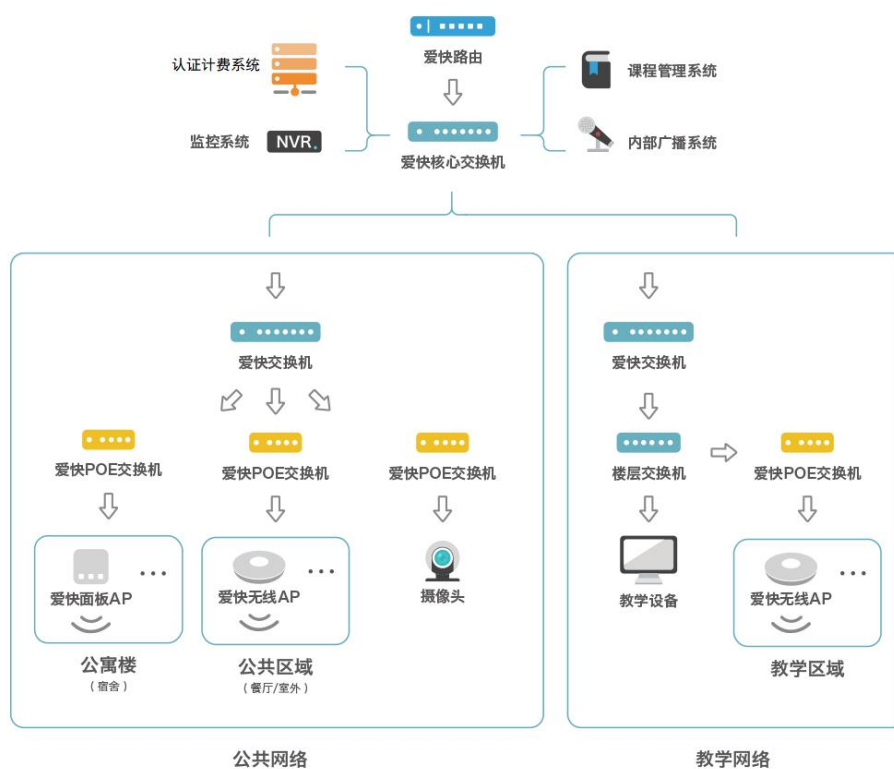 认证计费系统
爱快路由
课程管理系统
监控系统
NVR.
爱快核心交换机
内部广播系统
爱快交换机
爱快POE交换机
爱快POE交换机
爱快POE交换机
爱快面板AP
爱快无线AP
摄像头
公寓楼
（宿舍）
公共区域
（餐厅/室外）
公共网络
爱快交换机
楼层交换机
爱快POE交换机
教学设备
爱快无线AP
教学区域
教学网络